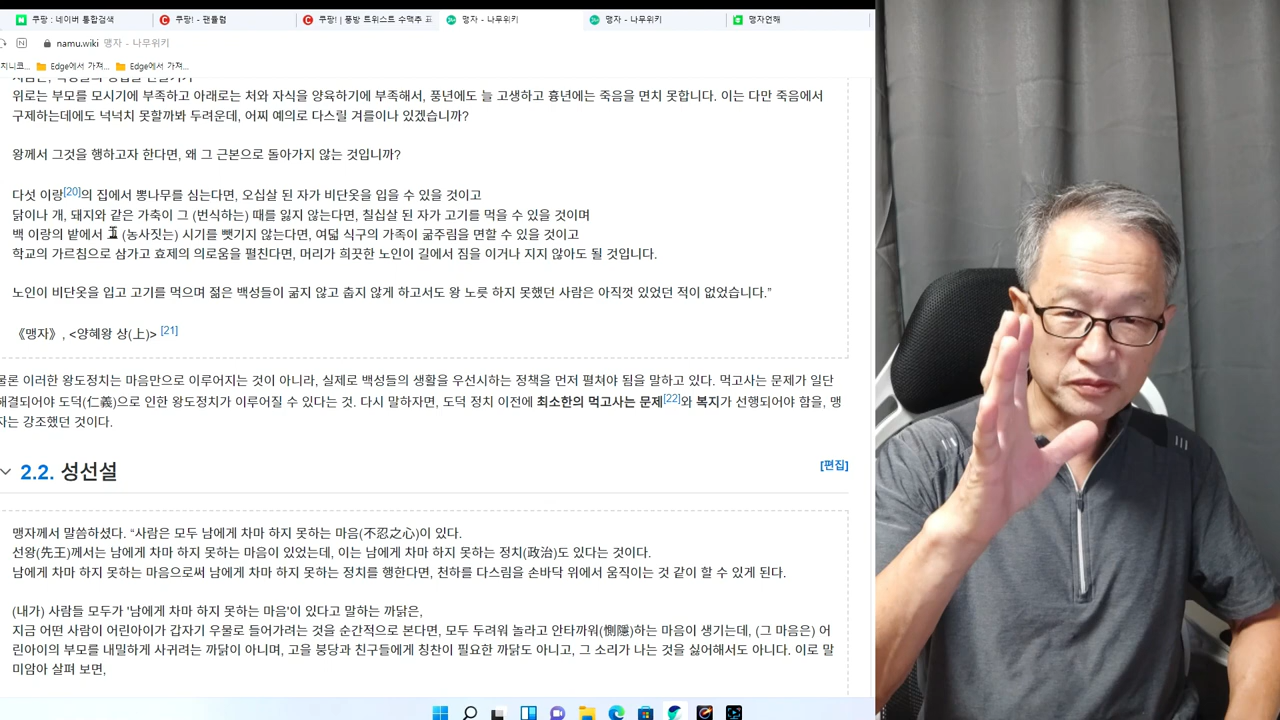 쿠팡 : 네이버 통합검색
쿠팡! - 팬틀럼
쿠팡! | 퐁방 트위스트 수맥추 표
맹자 - 나무위키
맹자 - 나무위키
맹자언해
namu.wiki 맹자 - 나무위키
지니코... Edge에서 가져... Edge에서 가져...
위로는 부모를 모시기에 부족하고 아래로는 처와 자식을 양육하기에 부족해서, 풍년에도 늘 고생하고 흉년에는 죽음을 면치 못합니다. 이는 다만 죽음에서
구제하는데에도 넉넉치 못할까봐 두려운데, 어찌 예의로 다스릴 겨를이나 있겠습니까?
왕께서 그것을 행하고자 한다면, 왜 그 근본으로 돌아가지 않는 것입니까?
다섯 이랑[20]의 집에서 뽕나무를 심는다면, 오십살 된 자가 비단옷을 입을 수 있을 것이고
닭이나 개, 돼지와 같은 가축이 그 (번식하는) 때를 잃지 않는다면, 칠십살 된 자가 고기를 먹을 수 있을 것이며
백 이랑의 밭에서 그 (농사짓는) 시기를 뺏기지 않는다면, 여덟 식구의 가족이 굶주림을 면할 수 있을 것이고
학교의 가르침으로 삼가고 효제의 의로움을 펼친다면, 머리가 희끗한 노인이 길에서 짐을 이거나 지지 않아도 될 것입니다.
노인이 비단옷을 입고 고기를 먹으며 젊은 백성들이 굶지 않고 춥지 않게 하고서도 왕 노릇 하지 못했던 사람은 아직껏 있었던 적이 없었습니다.”
《맹자》, <양혜왕 상(上)> [21]
물론 이러한 왕도정치는 마음만으로 이루어지는 것이 아니라, 실제로 백성들의 생활을 우선시하는 정책을 먼저 펼쳐야 됨을 말하고 있다. 먹고사는 문제가 일단
해결되어야 도덕(仁義)으로 인한 왕도정치가 이루어질 수 있다는 것. 다시 말하자면, 도덕 정치 이전에 최소한의 먹고사는 문제[22]와 복지가 선행되어야 함을, 맹
자는 강조했던 것이다.
2.2. 성선설
[편집]
맹자께서 말씀하셨다. “사람은 모두 남에게 차마 하지 못하는 마음(不忍之心)이 있다.
선왕(先王)께서는 남에게 차마 하지 못하는 마음이 있었는데, 이는 남에게 차마 하지 못하는 정치(政治)도 있다는 것이다.
남에게 차마 하지 못하는 마음으로써 남에게 차마 하지 못하는 정치를 행한다면, 천하를 다스림을 손바닥 위에서 움직이는 것 같이 할 수 있게 된다.
(내가) 사람들 모두가 '남에게 차마 하지 못하는 마음'이 있다고 말하는 까닭은,
지금 어떤 사람이 어린아이가 갑자기 우물로 들어가려는 것을 순간적으로 본다면, 모두 두려워 놀라고 안타까워(惻隱)하는 마음이 생기는데, (그 마음은) 어
린아이의 부모를 내밀하게 사귀려는 까닭이 아니며, 고을 붕당과 친구들에게 칭찬이 필요한 까닭도 아니고, 그 소리가 나는 것을 싫어해서도 아니다. 이로 말
미암아 살펴 보면,